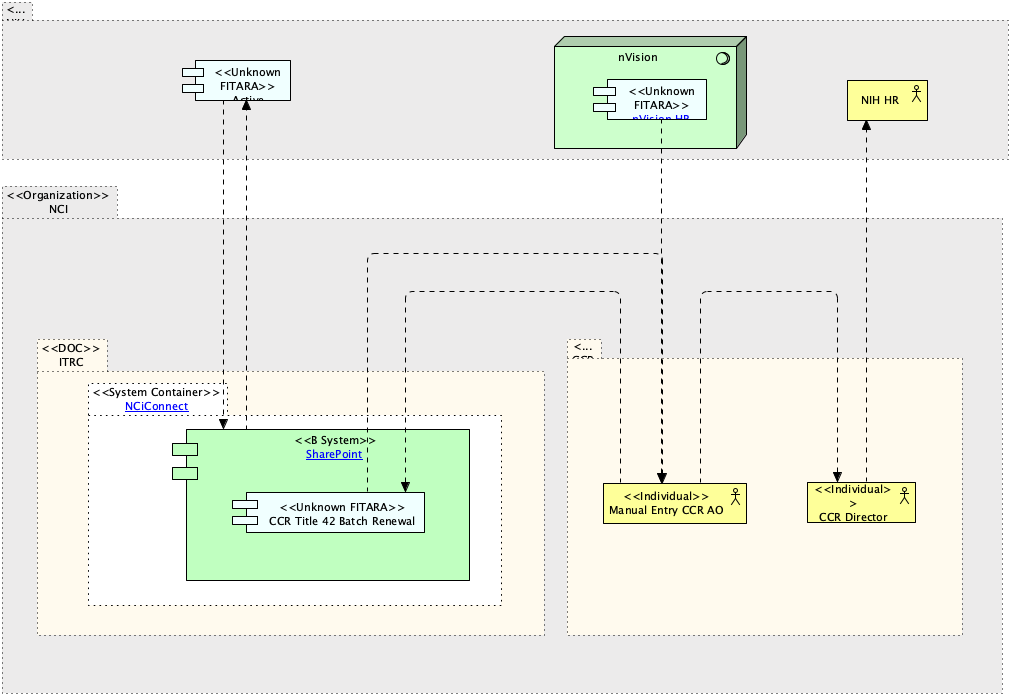 <...
<<Unknown
FITARA>>
Active
nVision
<<Unknown
FITARA>>
nVision HR
NIH HR
<<Organization>>
NCI
<<DOC>>
ITRC
<<System Container>>
NCiConnect
<<B System>>
SharePoint
<<Unknown FITARA>>
CCR Title 42 Batch Renewal
<...
CCR
<<Individual>>
Manual Entry CCR AO
<<Individual>
>
CCR Director